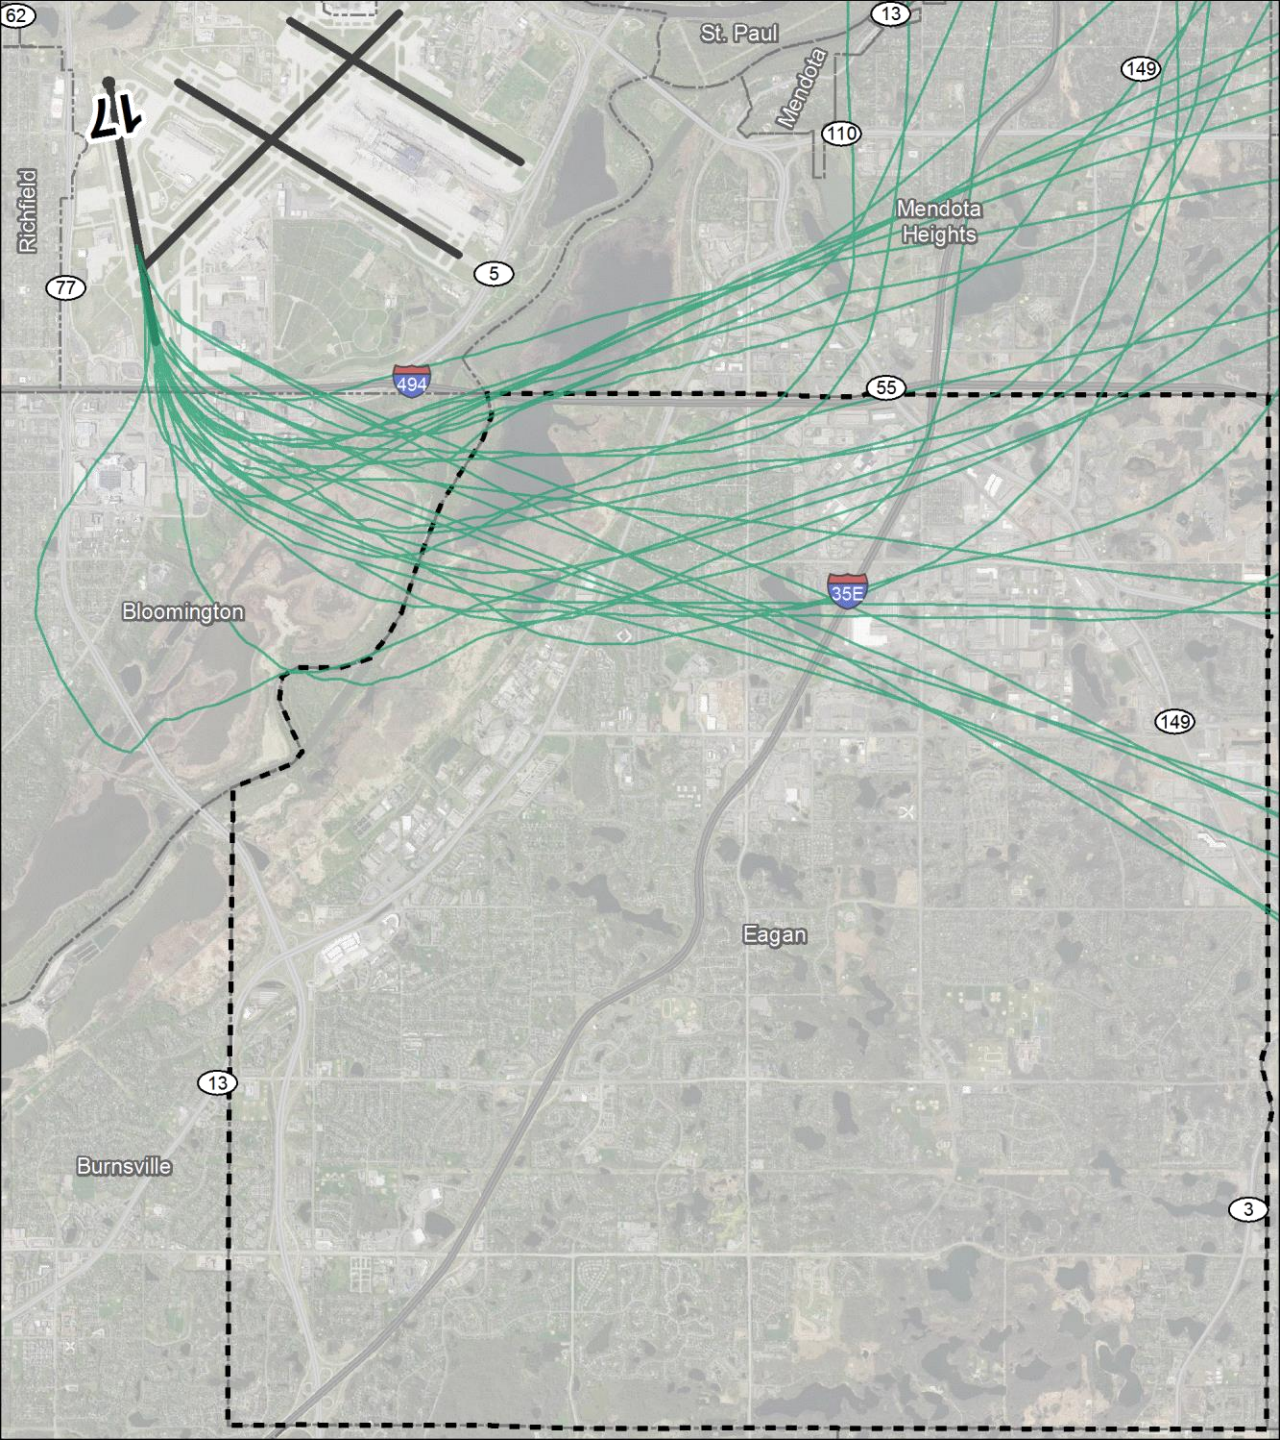 62
13
St. Paul
149
Mendota
17
110
Richfield
Mendota
Heights
5
77
494
55
35E
Bloomington
149
Eagan
13
Burnsville
3